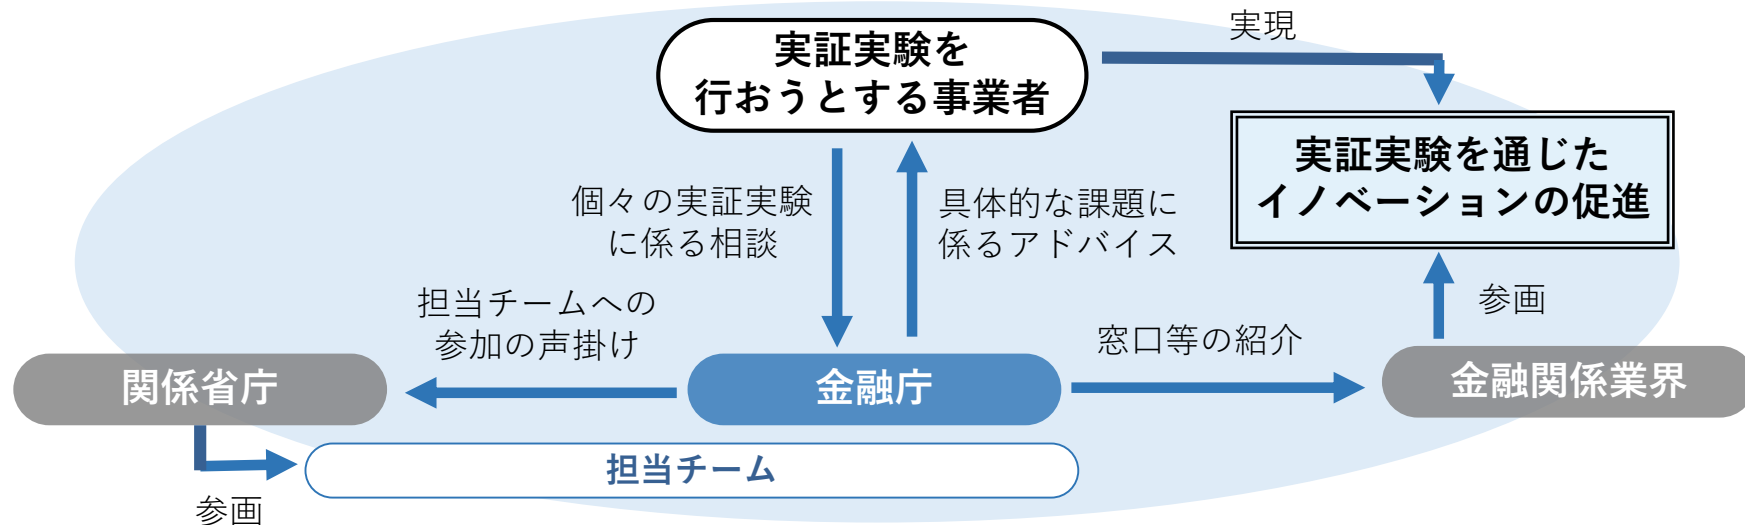 実現
実証実験を
行おうとする事業者
実証実験を通じた
イノベーションの促進
個々の実証実験
に係る相談
具体的な課題に
係るアドバイス
担当チームへの
参加の声掛け
窓口等の紹介
参画
関係省庁
金融庁
金融関係業界
担当チーム
参画